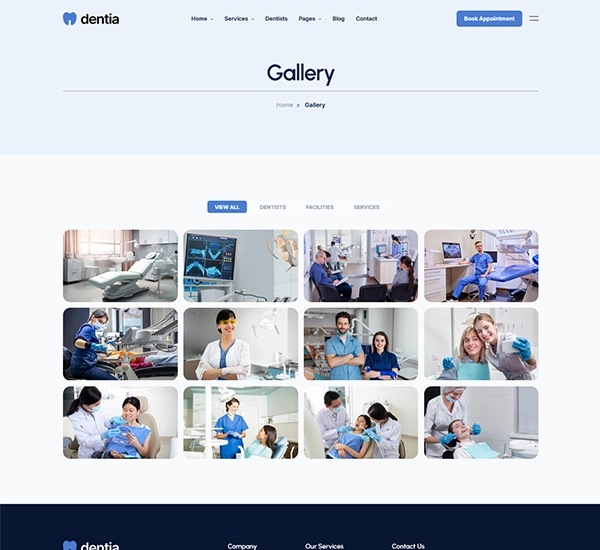 dentia
Home Services Dentists Pages Blog Contact
Book Appointment
Gallery
Home > Gallery
VIEW ALL DENTISTS FACILITIES SERVICES
dentia
Company Our Services Contact Us